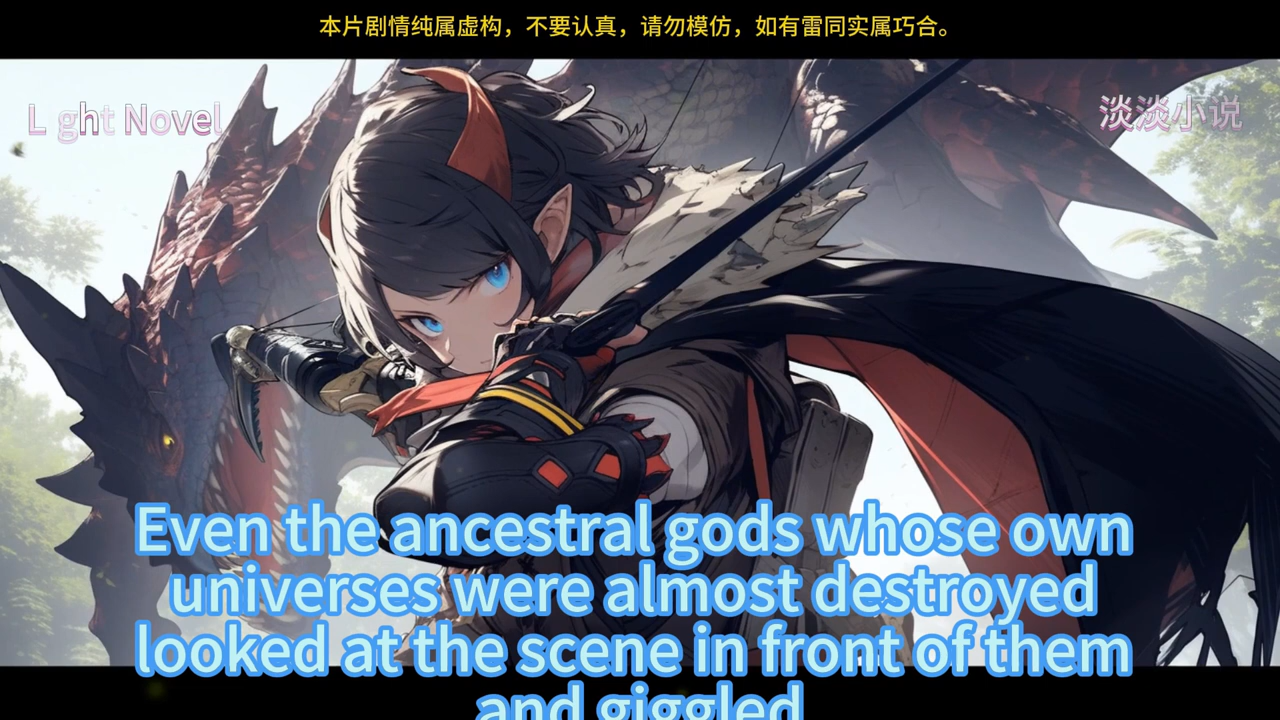 本片剧情纯属虚构，不要认真，请勿模仿，如有雷同实属巧合。
L ght Novel
淡淡小说
Even the ancestral gods whose own
universes were almost destroyed
looked at the scene in front of them
and giggled